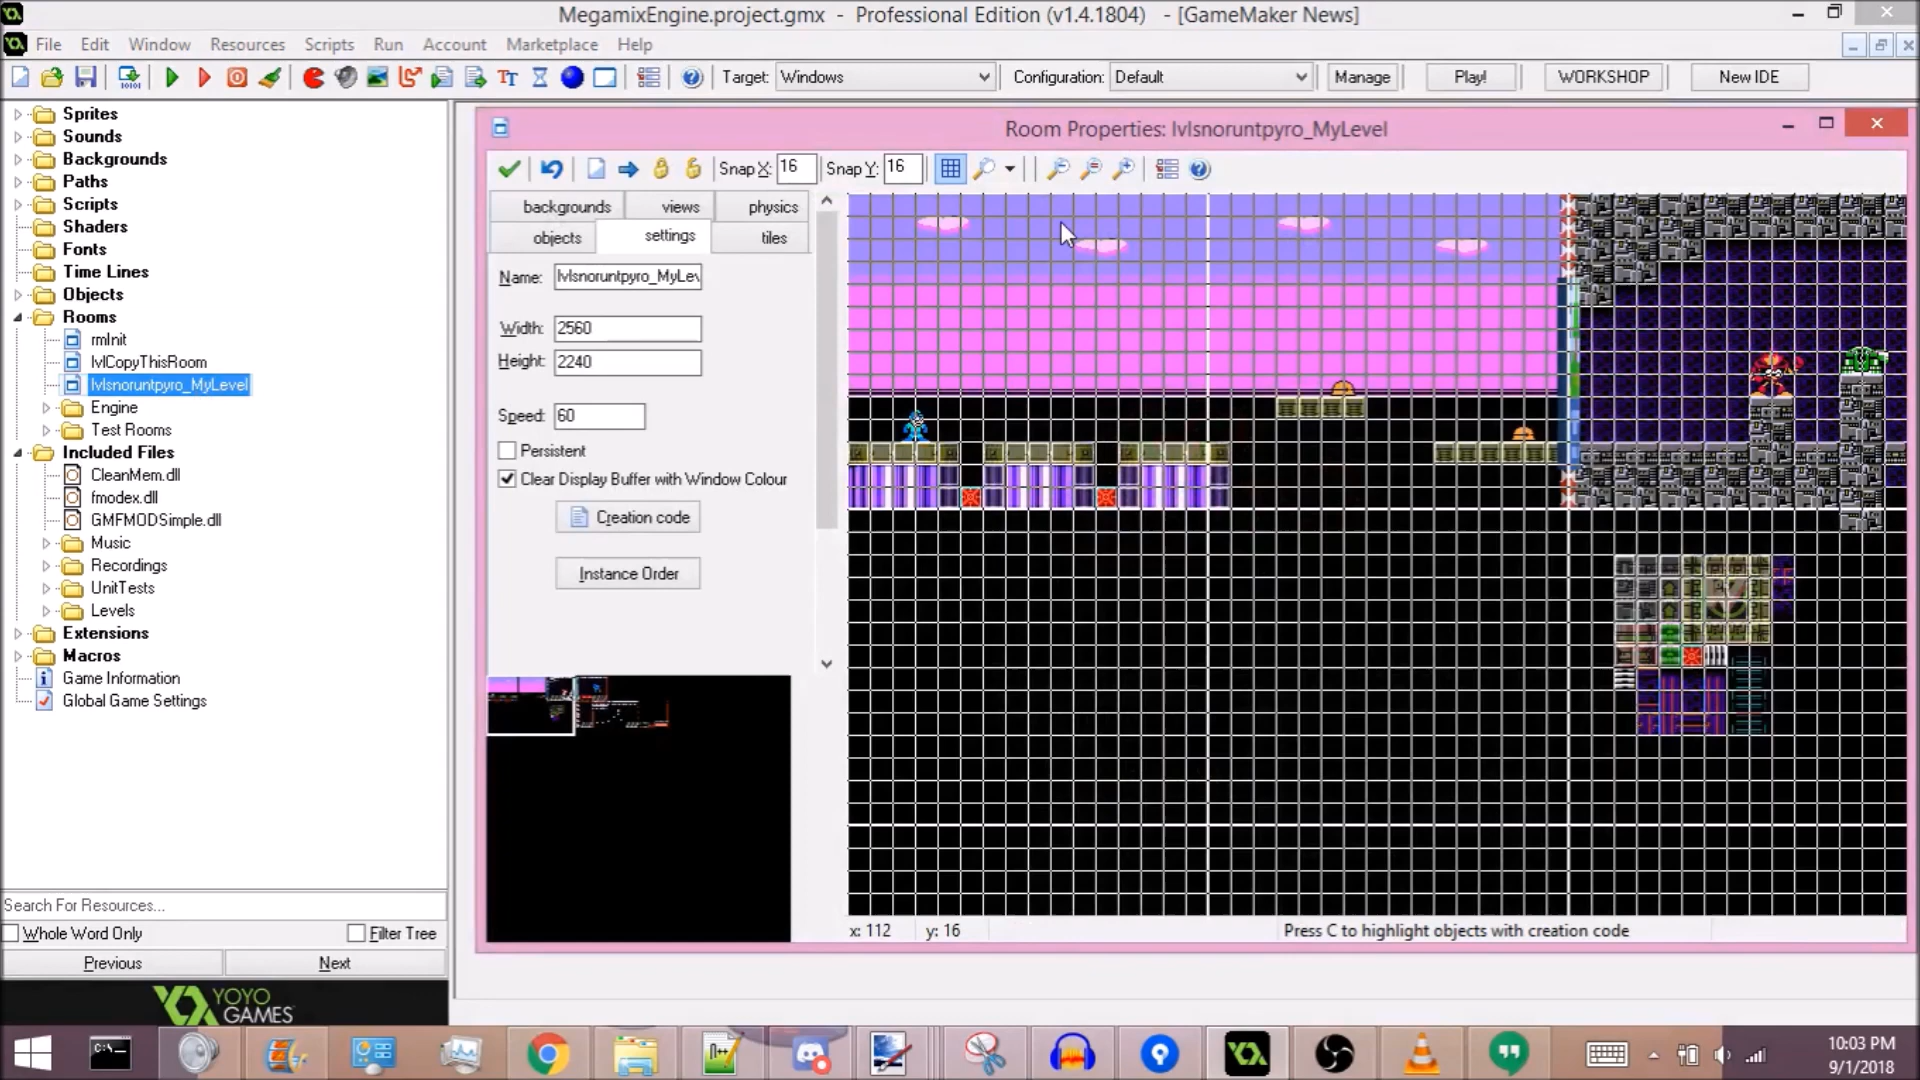 MegamixEngine.project.gmx - Professional Edition (v1.4.1804) - [GameMaker News]
File Edit Window Resources Scripts Run Account Marketplace Help
Target: Windows Configuration: Default Manage Play! WORKSHOP New IDE
Sprites
Sounds
Backgrounds
Paths
Scripts
Shaders
Fonts
Time Lines
Objects
Rooms
rmInit
lvlCopyThisRoom
lvlsnoruntpyro_MyLevel
Engine
Test Rooms
Included Files
CleanMem.dll
fmodex.dll
GMFMODSimple.dll
Music
Recordings
UnitTests
Levels
Extensions
Macros
Game Information
Global Game Settings
Search For Resources...
Whole Word Only Filter Tree
Previous Next
YOYO
GAMES
Room Properties: lvlsnoruntpyro_MyLevel
Snap X: 16 Snap Y: 16
backgrounds views physics
objects settings tiles
Name: lvlsnoruntpyro_MyLev
Width: 2560
Height: 2240
Speed: 60
Persistent
Clear Display Buffer with Window Colour
Creation code
Instance Order
x: 112 y: 16 Press C to highlight objects with creation code
10:03 PM
9/1/2018